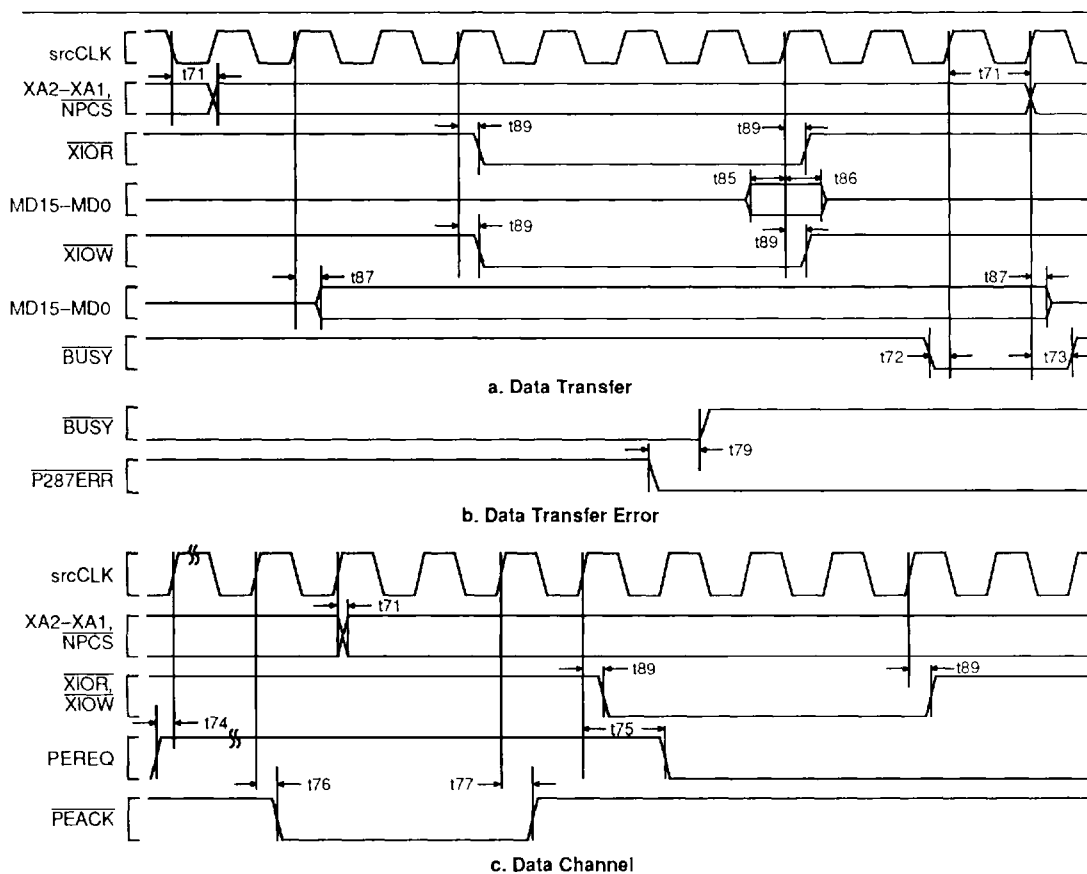 srcCLK
t71
t71
XA2–XA1,
NPCS
t89
t89
XIOR
t85
t86
MD15–MD0
t89
t89
XIOW
t87
t87
MD15–MD0
BUSY
t72
t73
a. Data Transfer
BUSY
t79
P287ERR
b. Data Transfer Error
srcCLK
t71
XA2–XA1,
NPCS
t89
t89
XIOR,
XIOW
t74
t75
PEREQ
t76
t77
PEACK
c. Data Channel